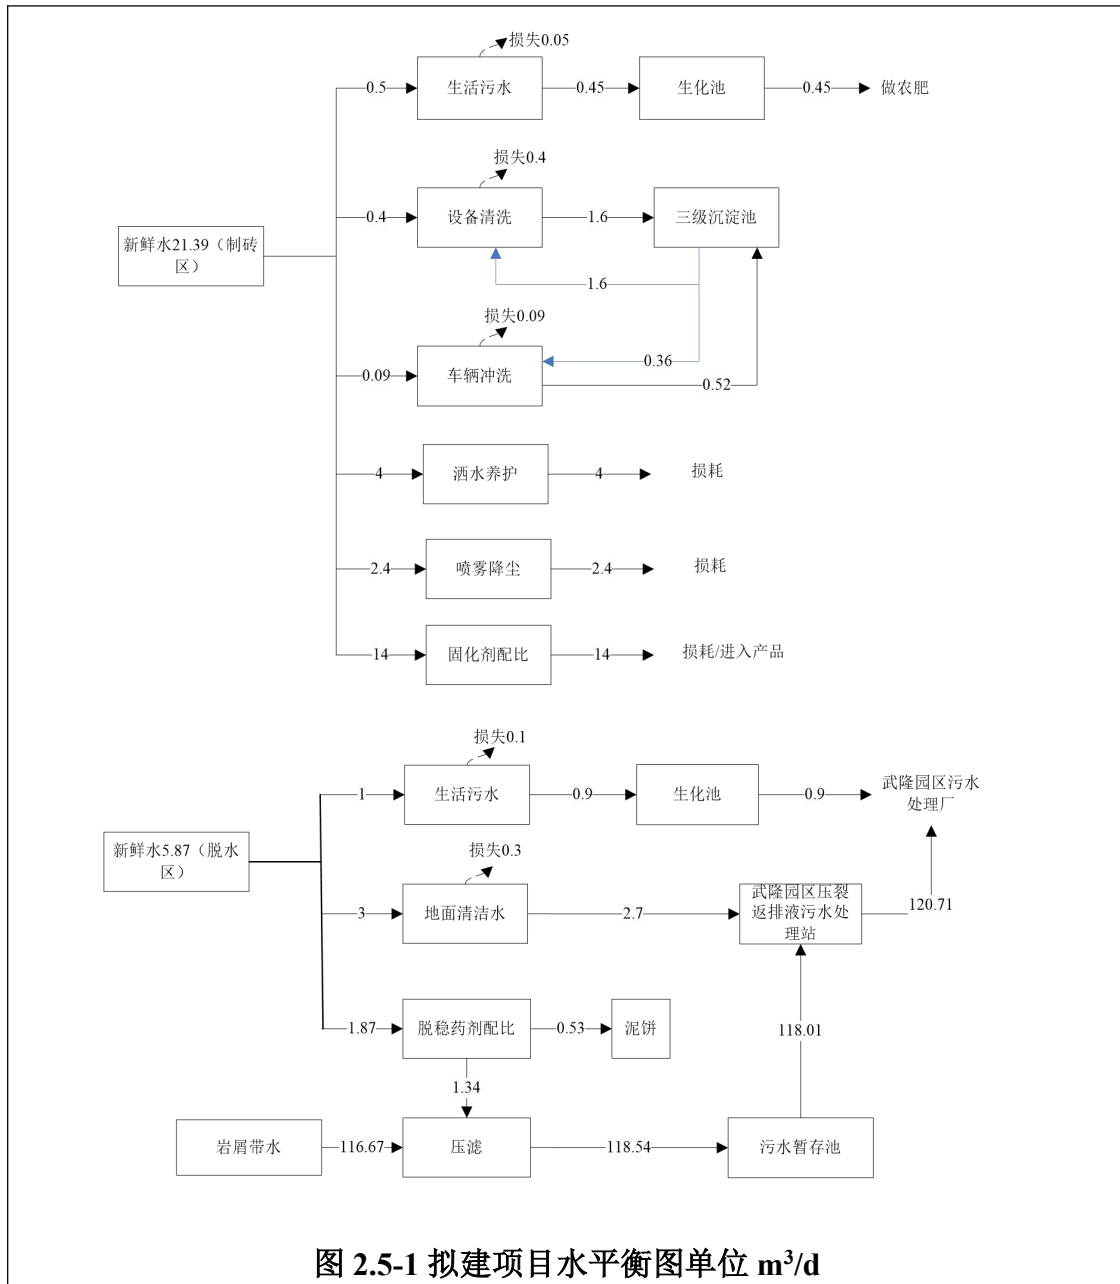 损失0.05
0.5
生活污水
0.45
生化池
0.45
做农肥
损失0.4
0.4
设备清洗
1.6
三级沉淀池
新鲜水21.39（制砖
区）
1.6
损失0.09
0.36
0.09
车辆冲洗
0.52
4
洒水养护
4
损耗
2.4
喷雾降尘
2.4
损耗
14
固化剂配比
14
损耗/进入产品
损失0.1
1
生活污水
0.9
生化池
0.9
武隆园区污水
处理厂
新鲜水5.87（脱水
区）
损失0.3
3
地面清洁水
2.7
武隆园区压裂
返排液污水处
理站
120.71
1.87
脱稳药剂配比
0.53
泥饼
118.01
1.34
岩屑带水
116.67
压滤
118.54
污水暂存池
图 2.5-1 拟建项目水平衡图单位 m³/d